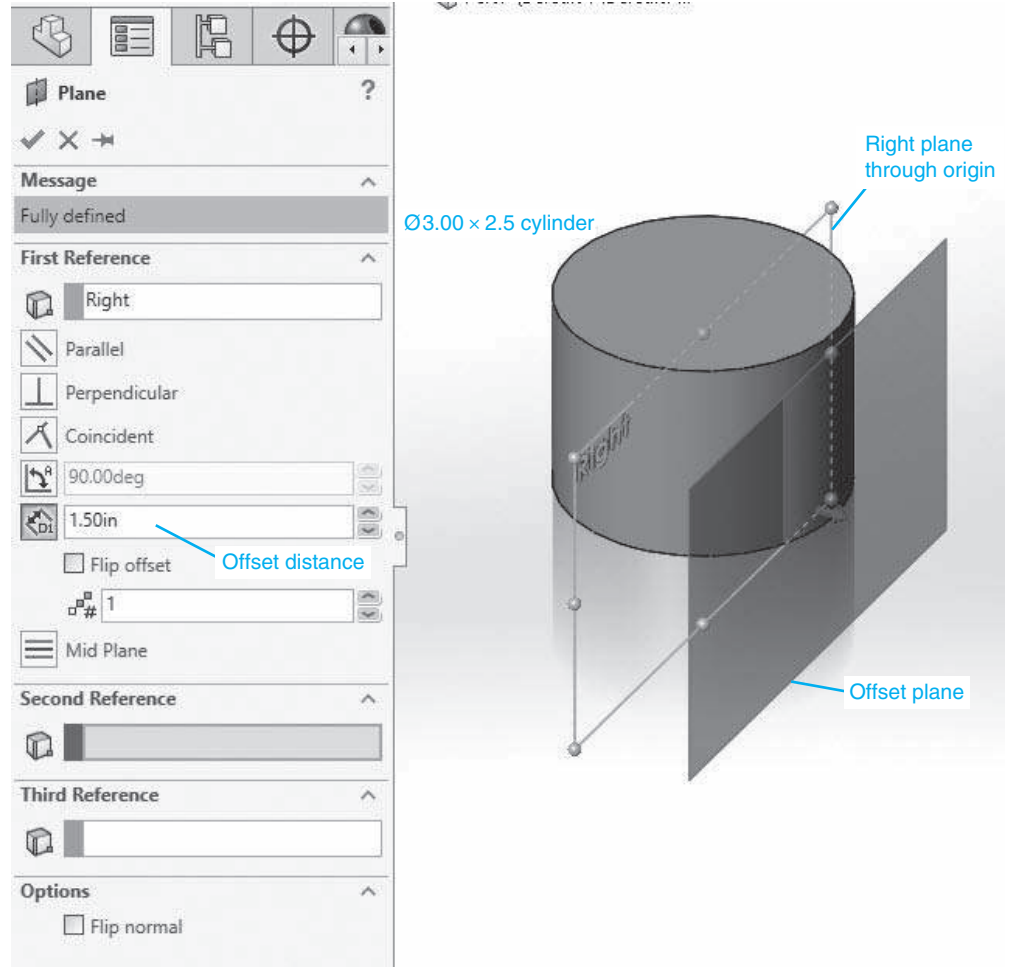 Plane
?
Message
Fully defined
First Reference
Right
Parallel
Perpendicular
Coincident
90.00deg
D1
1.50in
Offset distance
Flip offset
#
1
Mid Plane
Second Reference
Third Reference
Options
Flip normal
Right plane
through origin
Ø3.00 × 2.5 cylinder
Right
Offset plane